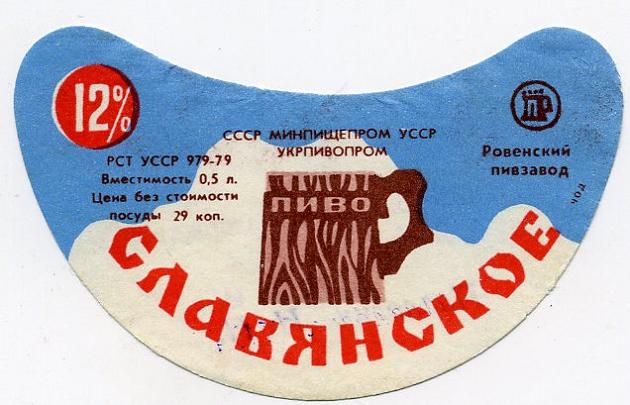 12%
СССР МИНПИЩЕПРОМ УССР
УКРПИВОПРОМ
РСТ УССР 979-79
Вместимость 0,5 л.
Цена без стоимости
посуды 29 коп.
Ровенский
пивзавод
ЧОД
ПИВО
СЛАВЯНСКОЕ